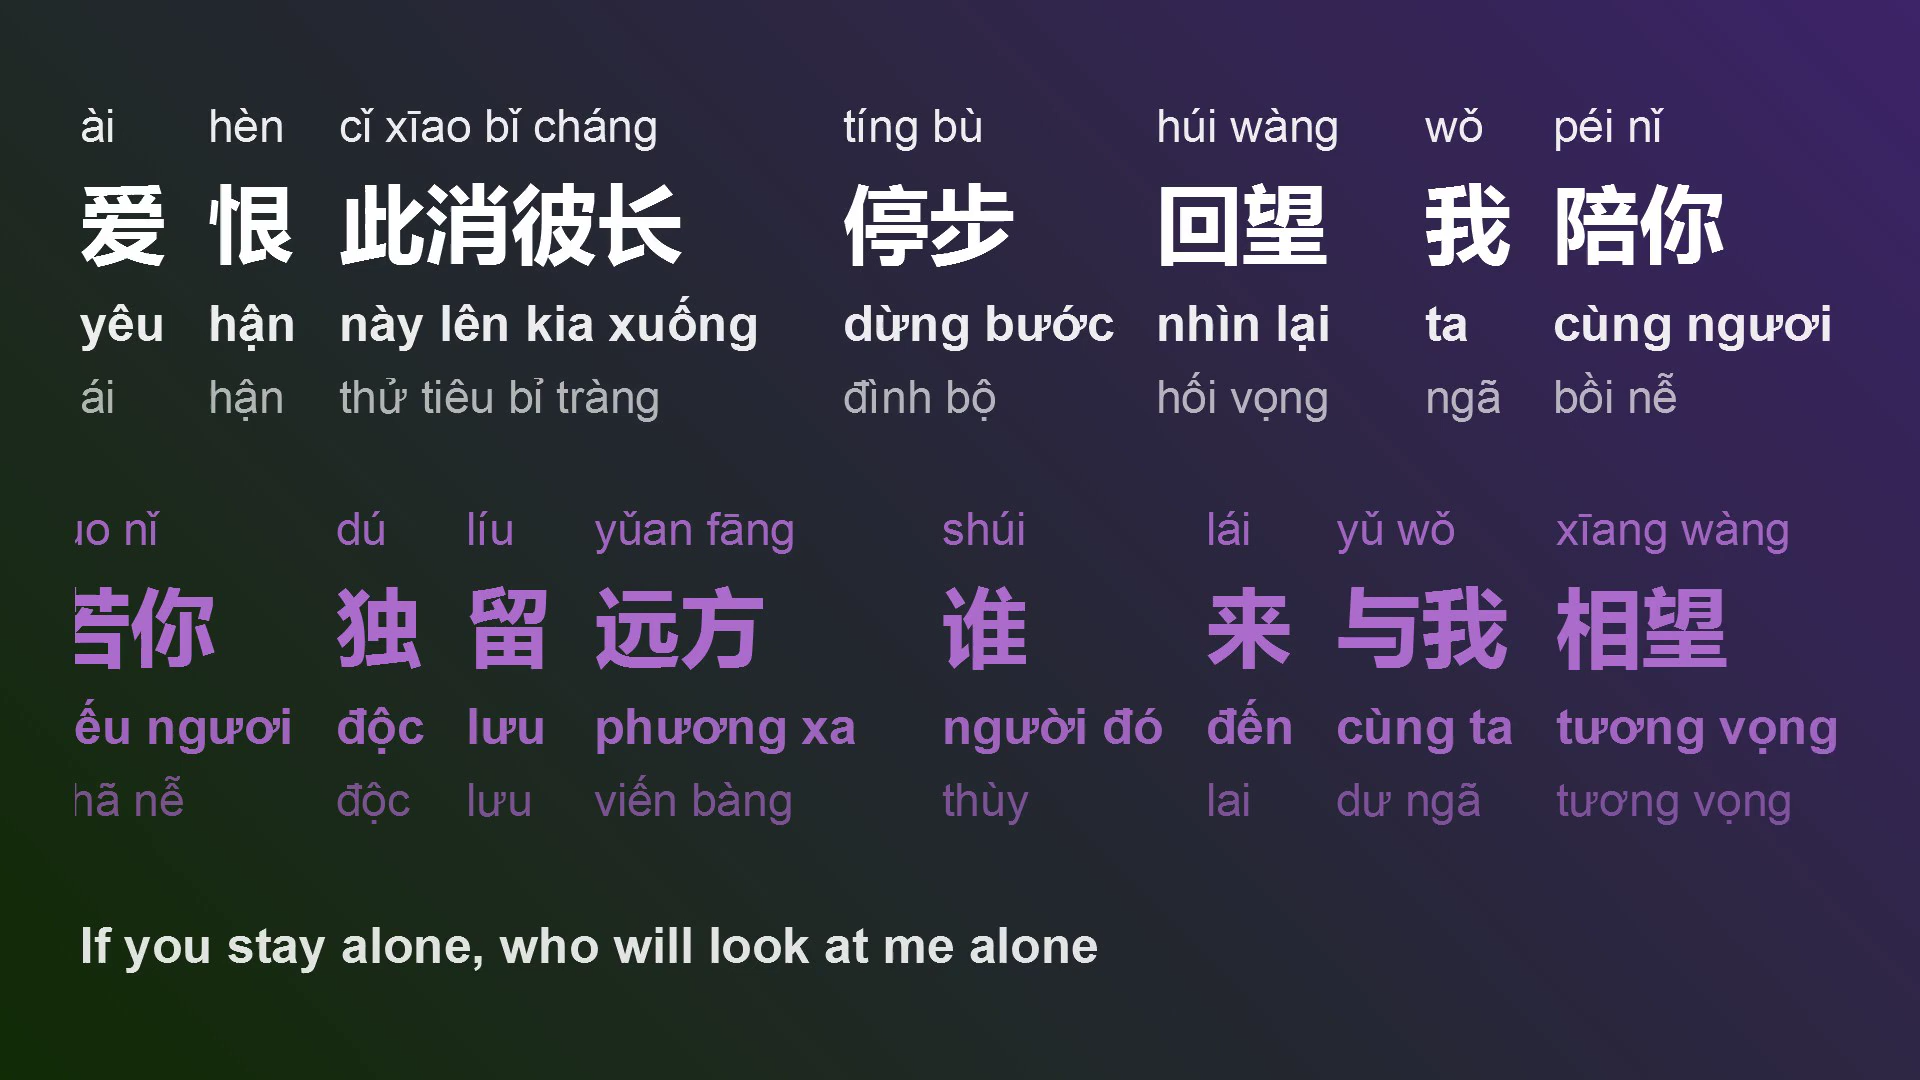 ài hèn cǐ xīao bǐ cháng tíng bù húi wàng wǒ péi nǐ
爱 恨 此消彼长 停步 回望 我 陪你
yêu hận này lên kia xuống dừng bước nhìn lại ta cùng ngươi
ái hận thử tiêu bỉ tràng đình bộ hối vọng ngã bồi nễ
uo nǐ dú líu yǔan fāng shúi lái yǔ wǒ xīang wàng
若你 独 留 远方 谁 来 与我 相望
ếu ngươi độc lưu phương xa người đó đến cùng ta tương vọng
hã nễ độc lưu viến bàng thùy lai dư ngã tương vọng
If you stay alone, who will look at me alone